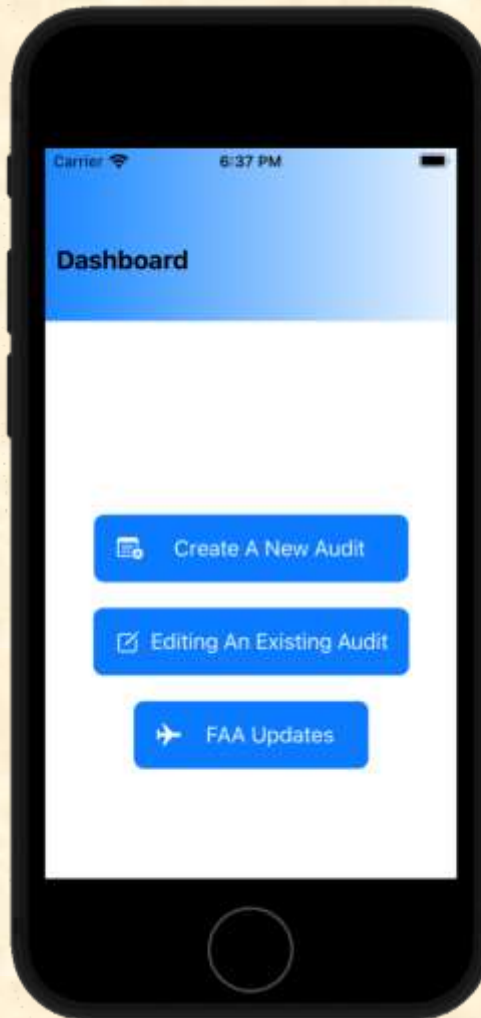 Carrier
6:37 PM
Dashboard
Create A New Audit
Editing An Existing Audit
FAA Updates